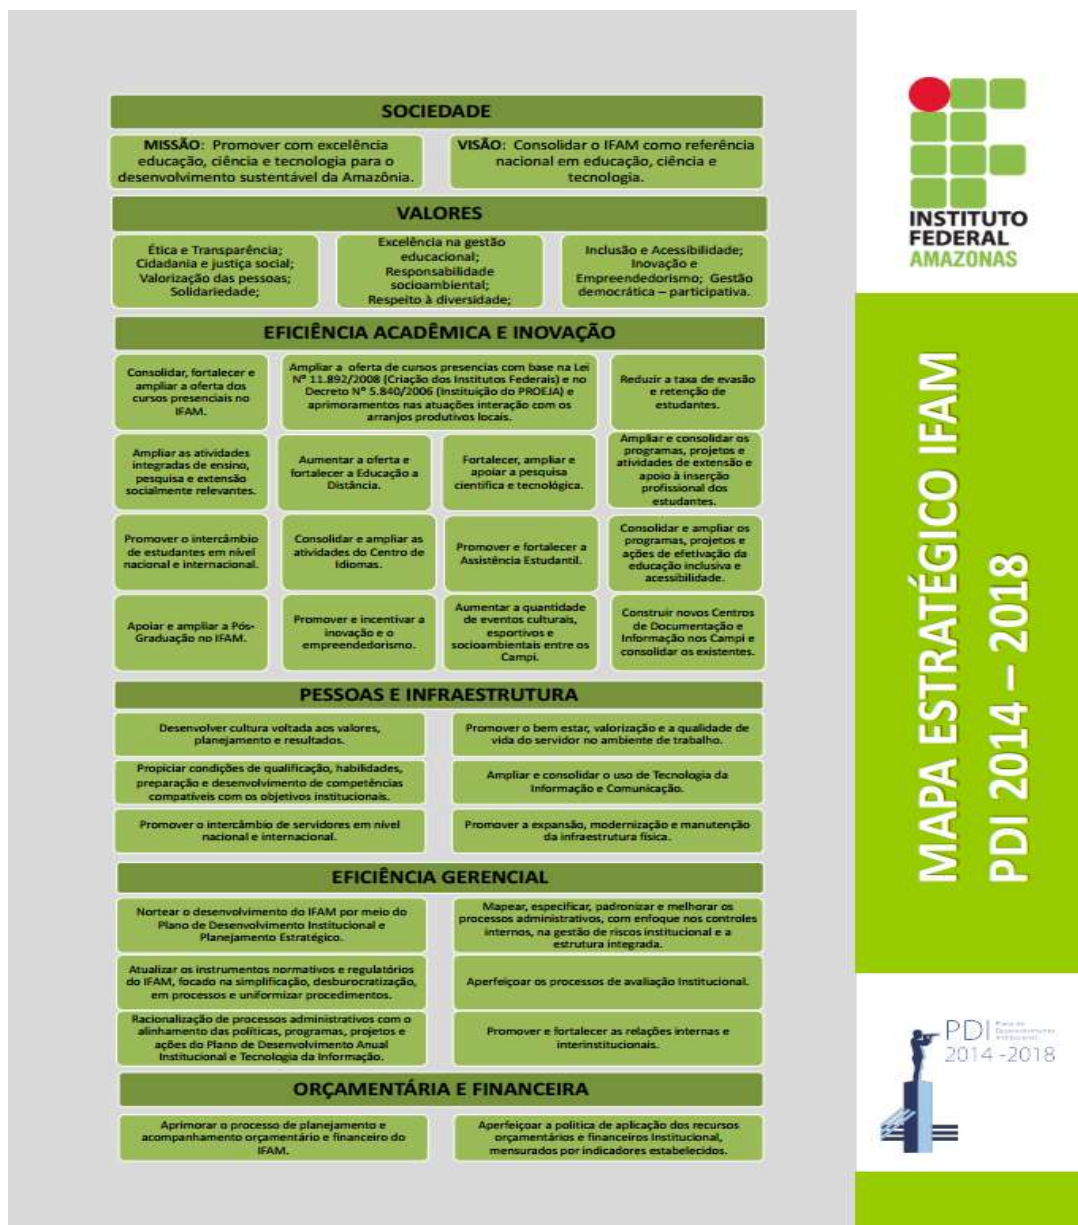 SOCIEDADE
MISSÃO: Promover com excelência
educação, ciência e tecnologia para o
desenvolvimento sustentável da Amazônia.
VISÃO: Consolidar o IFAM como referência
nacional em educação, ciência e
tecnologia.
VALORES
Ética e Transparência;
Cidadania e justiça social;
Valorização das pessoas;
Solidariedade;
Excelência na gestão
educacional;
Responsabilidade
socioambiental;
Respeito à diversidade;
Inclusão e Acessibilidade;
Inovação e
Empreendedorismo; Gestão
democrática – participativa.
EFICIÊNCIA ACADÊMICA E INOVAÇÃO
Consolidar, fortalecer e
ampliar a oferta dos
cursos presenciais no
IFAM.
Ampliar a oferta de cursos presencias com base na Lei
Nº 11.892/2008 (Criação dos Institutos Federais) e no
Decreto Nº 5.840/2006 (Instituição do PROEJA) e
aprimoramentos nas atuações interação com os
arranjos produtivos locais.
Reduzir a taxa de evasão
e retenção de
estudantes.
Ampliar as atividades
integradas de ensino,
pesquisa e extensão
socialmente relevantes.
Aumentar a oferta e
fortalecer a Educação a
Distância.
Fortalecer, ampliar e
apoiar a pesquisa
cientifica e tecnológica.
Ampliar e consolidar os
programas, projetos e
atividades de extensão e
apoio à inserção
profissional dos
estudantes.
Promover o intercâmbio
de estudantes em nível
nacional e internacional.
Consolidar e ampliar as
atividades do Centro de
Idiomas.
Promover e fortalecer a
Assistência Estudantil.
Consolidar e ampliar os
programas, projetos e
ações de efetivação da
educação inclusiva e
acessibilidade.
Apoiar e ampliar a Pós-
Graduação no IFAM.
Promover e incentivar a
inovação e o
empreendedorismo.
Aumentar a quantidade
de eventos culturais,
esportivos e
socioambientais entre os
Campi.
Construir novos Centros
de Documentação e
Informação nos Campi e
consolidar os existentes.
PESSOAS E INFRAESTRUTURA
Desenvolver cultura voltada aos valores,
planejamento e resultados.
Promover o bem estar, valorização e a qualidade de
vida do servidor no ambiente de trabalho.
Propiciar condições de qualificação, habilidades,
preparação e desenvolvimento de competências
compatíveis com os objetivos institucionais.
Ampliar e consolidar o uso de Tecnologia da
Informação e Comunicação.
Promover o intercâmbio de servidores em nível
nacional e internacional.
Promover a expansão, modernização e manutenção
da infraestrutura física.
EFICIÊNCIA GERENCIAL
Nortear o desenvolvimento do IFAM por meio do
Plano de Desenvolvimento Institucional e
Planejamento Estratégico.
Mapear, especificar, padronizar e melhorar os
processos administrativos, com enfoque nos controles
internos, na gestão de riscos institucional e a
estrutura integrada.
Atualizar os instrumentos normativos e regulatórios
do IFAM, focado na simplificação, desburocratização,
em processos e uniformizar procedimentos.
Aperfeiçoar os processos de avaliação Institucional.
Racionalização de processos administrativos com o
alinhamento das políticas, programas, projetos e
ações do Plano de Desenvolvimento Anual
Institucional e Tecnologia da Informação.
Promover e fortalecer as relações internas e
interinstitucionais.
ORÇAMENTÁRIA E FINANCEIRA
Aprimorar o processo de planejamento e
acompanhamento orçamentário e financeiro do
IFAM.
Aperfeiçoar a politica de aplicação dos recursos
orçamentários e financeiros Institucional,
mensurados por indicadores estabelecidos.
INSTITUTO
FEDERAL
AMAZONAS
MAPA ESTRATÉGICO IFAM
PDI 2014 – 2018
PDI
Plano de
Desenvolvimento
Institucional
2014-2018